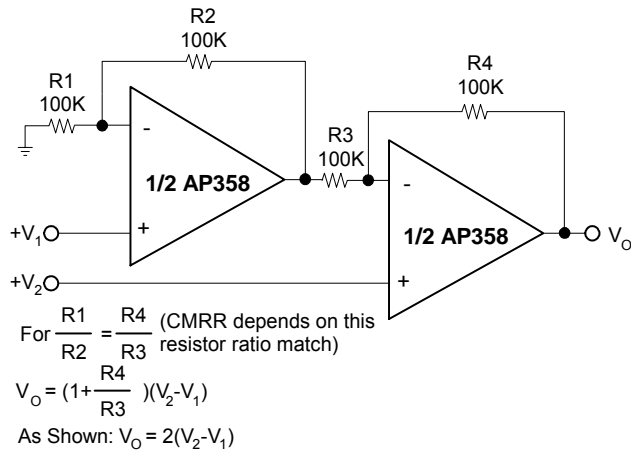 R2
100K
R4
100K
R1
100K
R3
100K
-
1/2 AP358
+
-
1/2 AP358
+
+V1
+V2
VO
For R1/R2 = R4/R3 (CMRR depends on this
resistor ratio match)
VO = (1+ R4/R3 )(V2-V1)
As Shown: VO = 2(V2-V1)